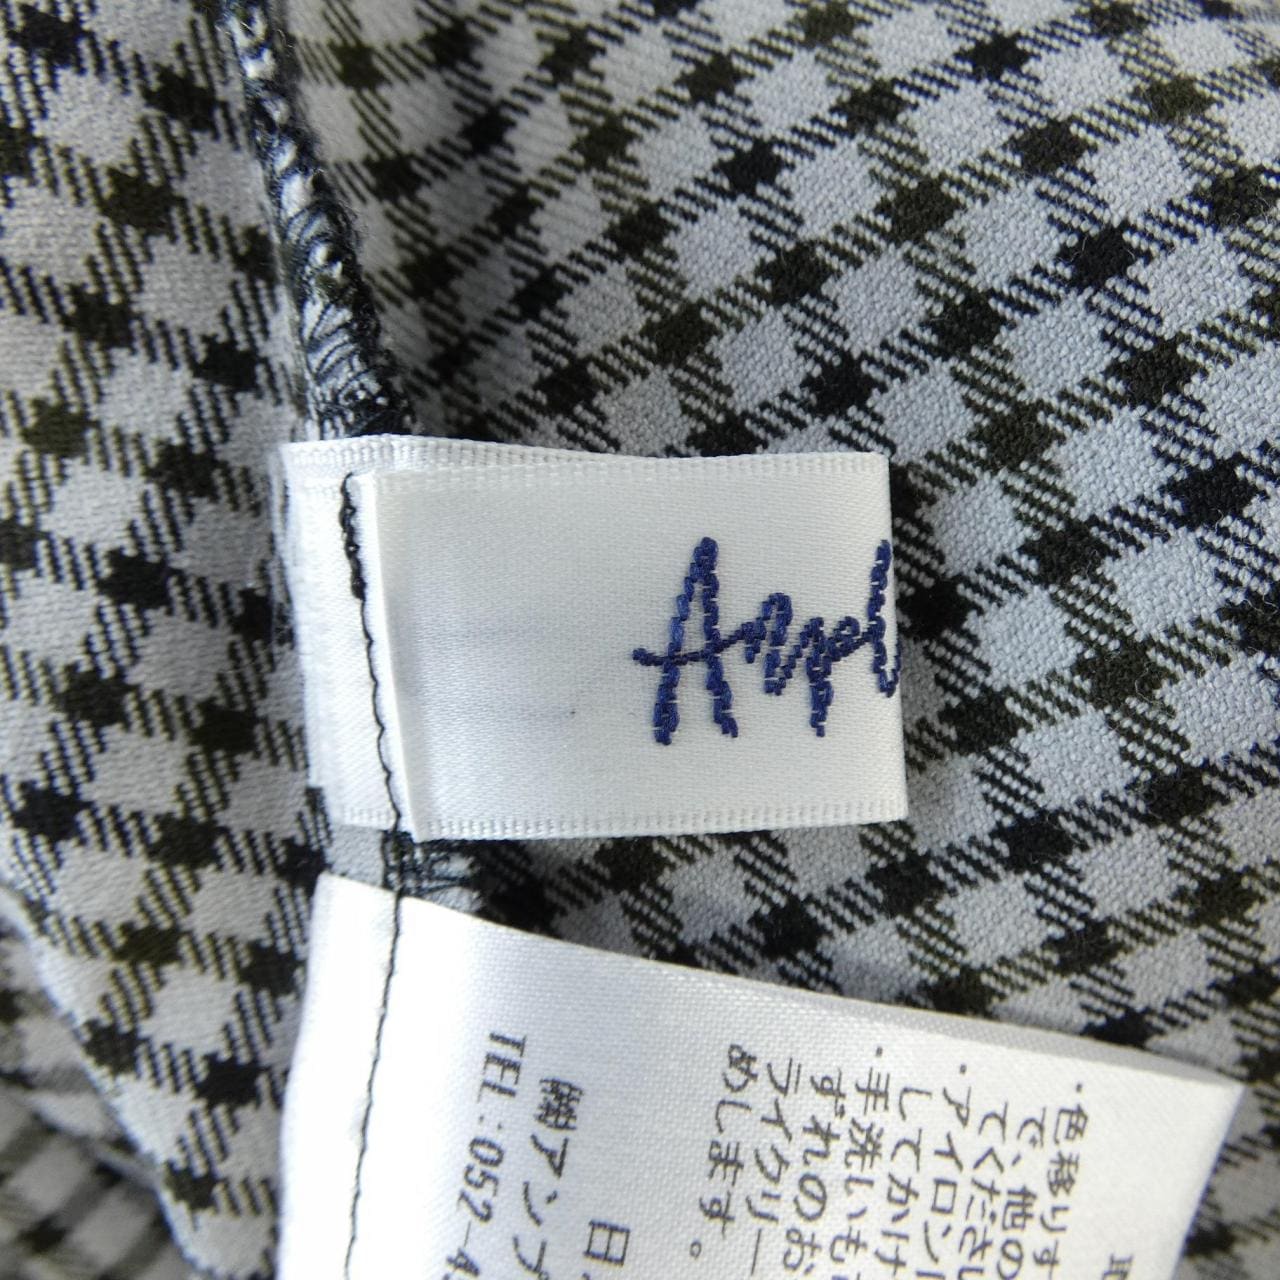 Ampl
・色移りす
で、他の
てくださ
・アイロン
してかけ
・手洗いも
ずれのお
ライクリー
めします。
日
㈱アンプ
TEL:052-4